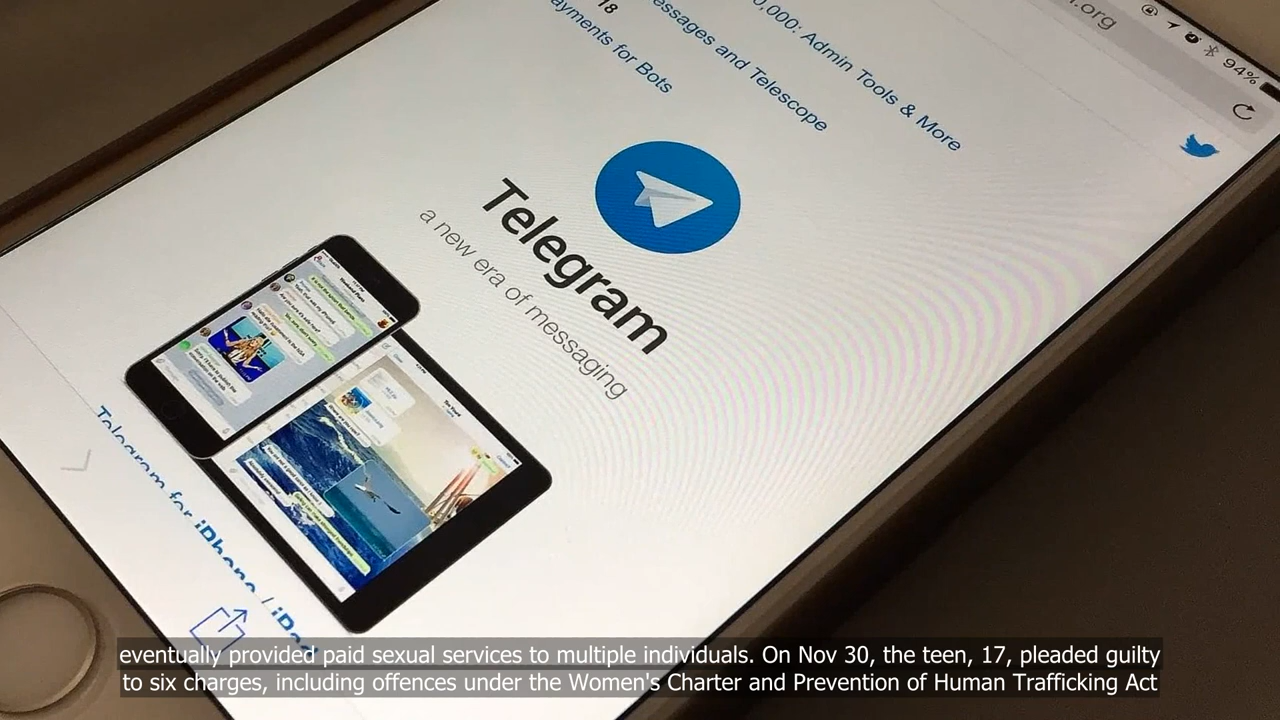 i.org
94%
0,000: Admin Tools & More
essages and Telescope
18
ayments for Bots
Telegram
a new era of messaging
Telegram for iPhone / iPad
eventually provided paid sexual services to multiple individuals. On Nov 30, the teen, 17, pleaded guilty
to six charges, including offences under the Women's Charter and Prevention of Human Trafficking Act